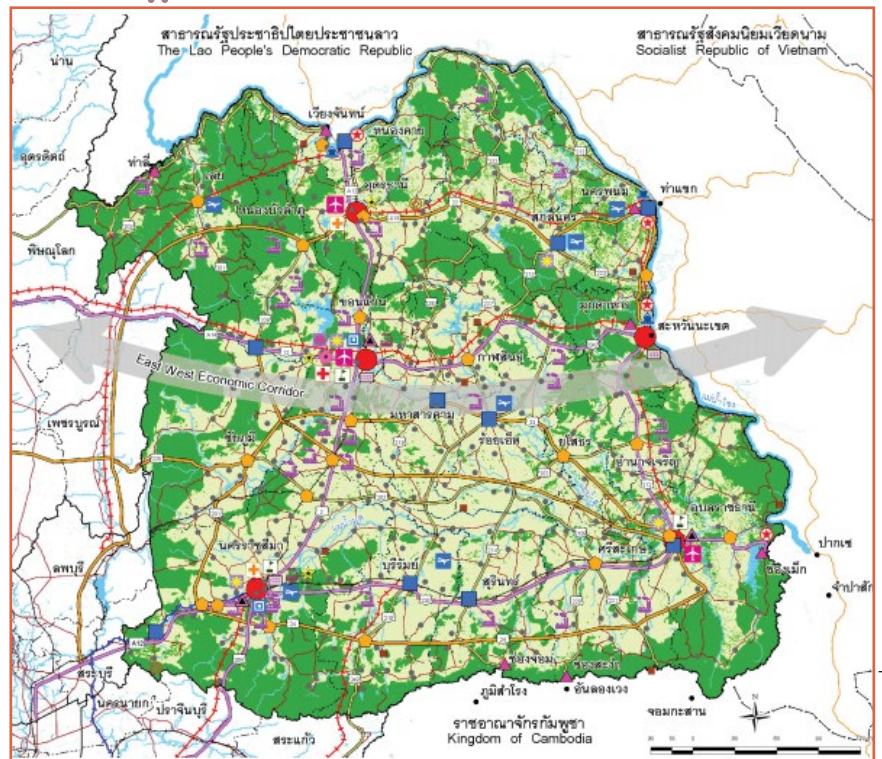 สาธารณรัฐประชาธิปไตยประชาชนลาว
The Lao People's Democratic Republic
สาธารณรัฐสังคมนิยมเวียดนาม
Socialist Republic of Vietnam
น่าน
เวียงจันทน์
หนองคาย
อุตรดิตถ์
ท่าลี่
เลย
อุดรธานี
หนองบัวลำภู
นครพนม
ท่าแขก
สกลนคร
พิษณุโลก
ขอนแก่น
มุกดาหาร
สะหวันนะเขต
กาฬสินธุ์
East West Economic Corridor
มหาสารคาม
แม่น้ำโขง
เพชรบูรณ์
ร้อยเอ็ด
ชัยภูมิ
ยโสธร
อำนาจเจริญ
อุบลราชธานี
นครราชสีมา
ศรีสะเกษ
ปากเซ
ลพบุรี
บุรีรัมย์
สุรินทร์
ช่องเม็ก
จำปาสัก
A12
สระบุรี
ช่องจอม
ช่องสะงำ
นครนายก
ปราจีนบุรี
ภูมิสำโรง
อันลองเวง
จอมกะสาน
สระแก้ว
ราชอาณาจักรกัมพูชา
Kingdom of Cambodia
N